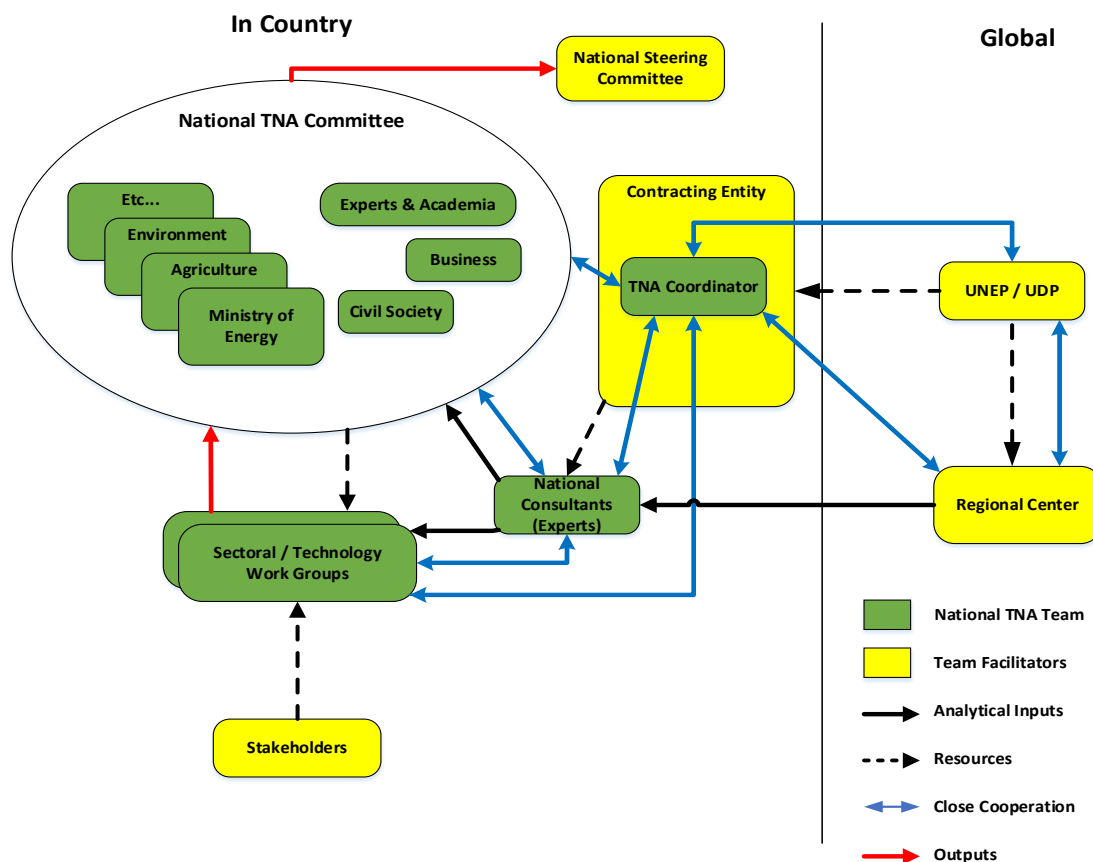 In Country
Global
National Steering
Committee
National TNA Committee
Etc...
Environment
Agriculture
Ministry of
Energy
Experts & Academia
Business
Civil Society
Contracting Entity
TNA Coordinator
UNEP / UDP
National
Consultants
(Experts)
Regional Center
Sectoral / Technology
Work Groups
Stakeholders
National TNA Team
Team Facilitators
Analytical Inputs
Resources
Close Cooperation
Outputs